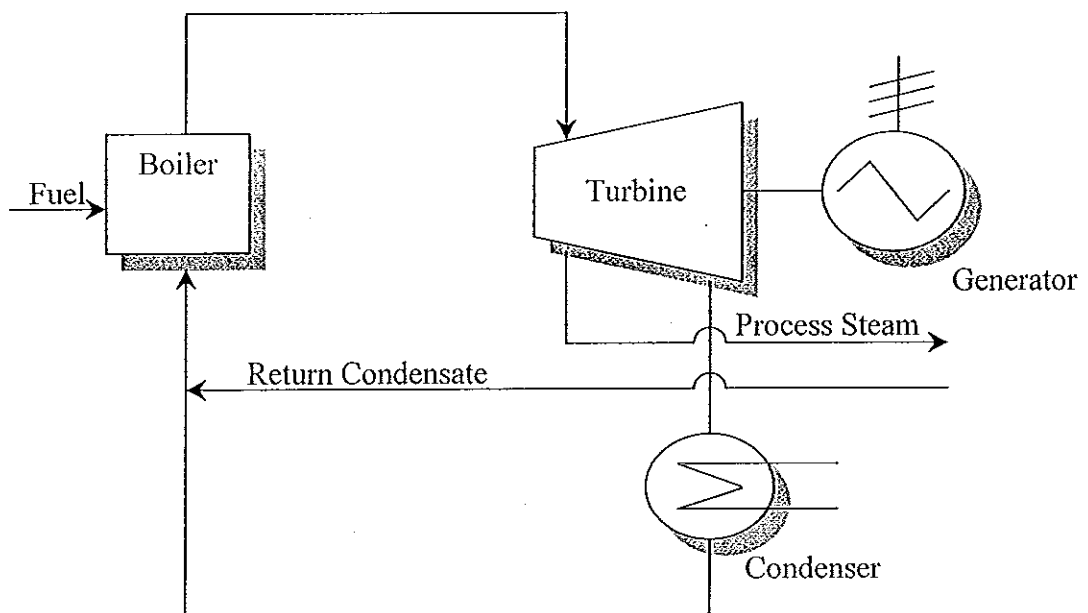 Boiler
Fuel
Turbine
Generator
Process Steam
Return Condensate
Condenser